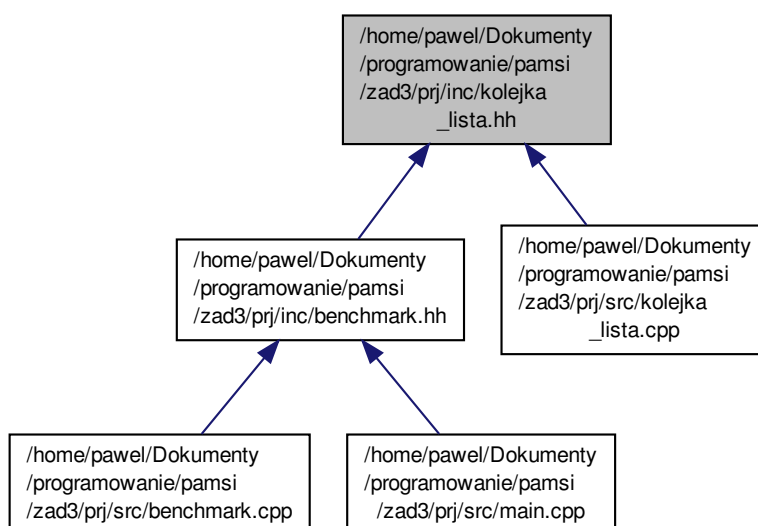 /home/pawel/Dokumenty
/programowanie/pamsi
/zad3/prj/inc/kolejka
_lista.hh
/home/pawel/Dokumenty
/programowanie/pamsi
/zad3/prj/inc/benchmark.hh
/home/pawel/Dokumenty
/programowanie/pamsi
/zad3/prj/src/kolejka
_lista.cpp
/home/pawel/Dokumenty
/programowanie/pamsi
/zad3/prj/src/benchmark.cpp
/home/pawel/Dokumenty
/programowanie/pamsi
/zad3/prj/src/main.cpp